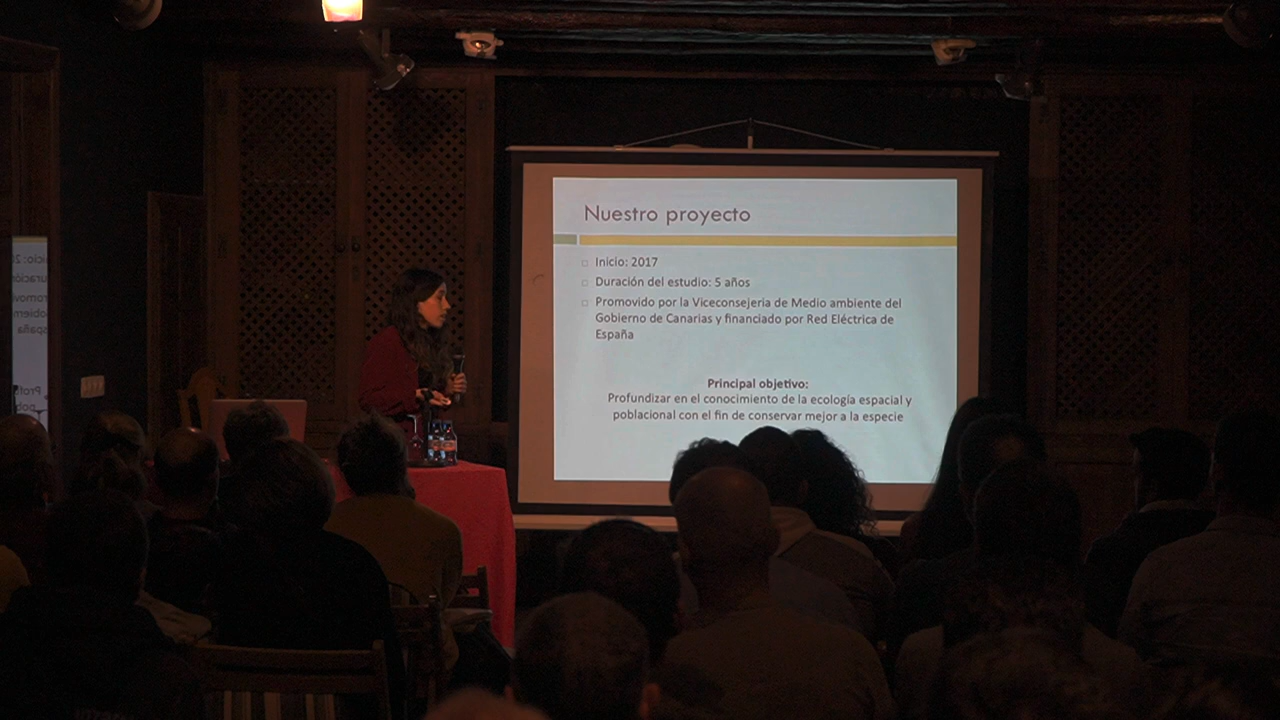 Nuestro proyecto
Inicio: 2017
Duración del estudio: 5 años
Promovido por la Viceconsejeria de Medio ambiente del
Gobierno de Canarias y financiado por Red Eléctrica de
España
Principal objetivo:
Profundizar en el conocimiento de la ecología espacial y
poblacional con el fin de conservar mejor a la especie